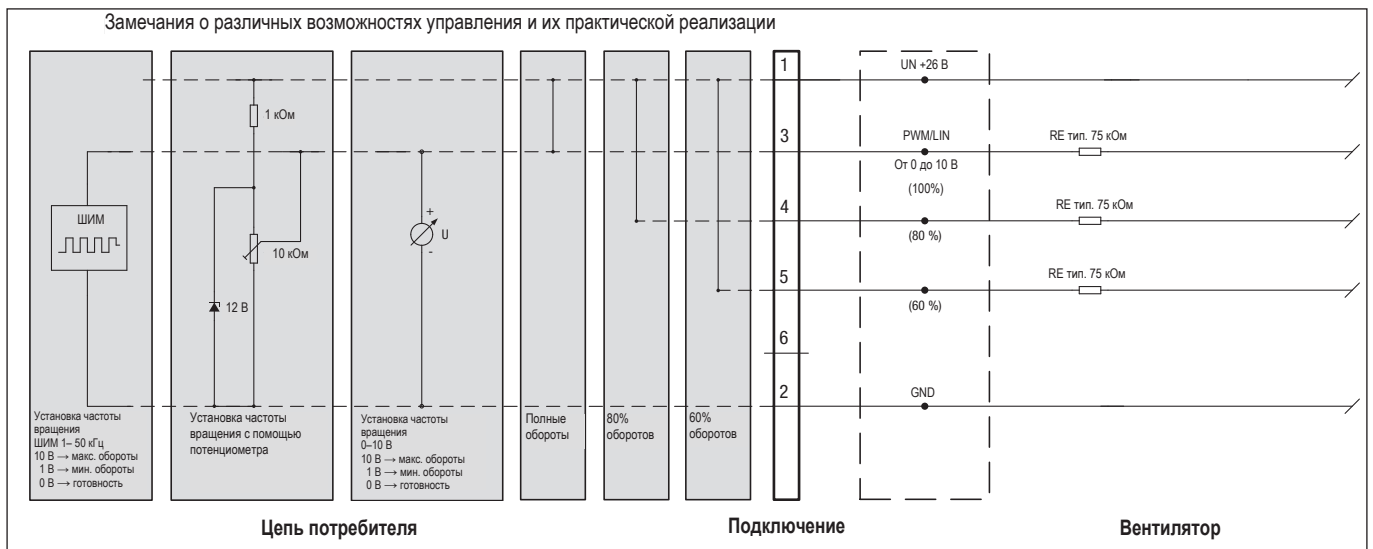 Замечания о различных возможностях управления и их практической реализации
1
UN +26 В
1 кОм
3
PWM/LIN
RE тип. 75 кОм
От 0 до 10 В
(100%)
ШИМ
4
RE тип. 75 кОм
+
U
-
(80 %)
10 кОм
5
RE тип. 75 кОм
12 В
(60 %)
6
2
GND
Установка частоты
вращения
ШИМ 1– 50 кГц
10 В → макс. обороты
1 В → мин. обороты
0 В → готовность
Установка частоты
вращения с помощью
потенциометра
Установка частоты
вращения
0–10 В
10 В → макс. обороты
1 В → мин. обороты
0 В → готовность
Полные
обороты
80%
оборотов
60%
оборотов
Цепь потребителя
Подключение
Вентилятор